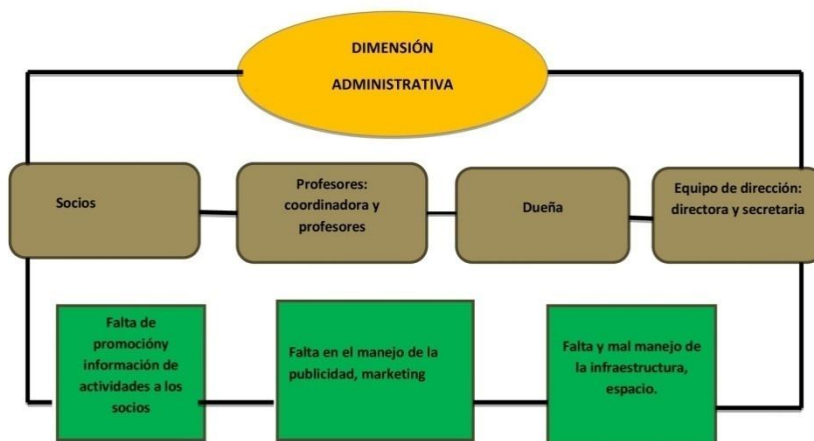 DIMENSIÓN
ADMINISTRATIVA
Socios
Profesores:
coordinadora y
profesores
Dueña
Equipo de dirección:
directora y secretaria
Falta de
promocióny
información de
actividades a los
socios
Falta en el manejo de la
publicidad, marketing
Falta y mal manejo de
la infraestructura,
espacio.